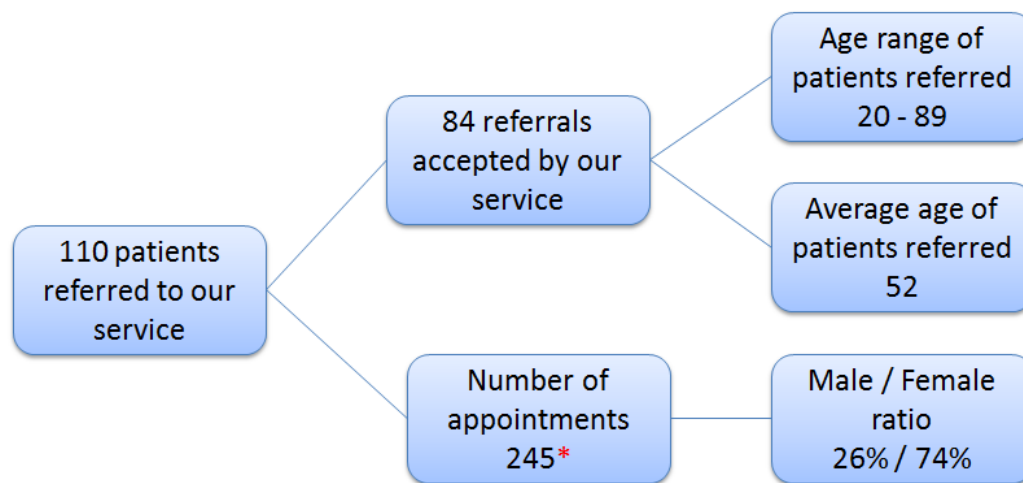 110 patients
referred to our
service
84 referrals
accepted by our
service
Age range of
patients referred
20 - 89
Average age of
patients referred
52
Number of
appointments
245*
Male / Female
ratio
26% / 74%